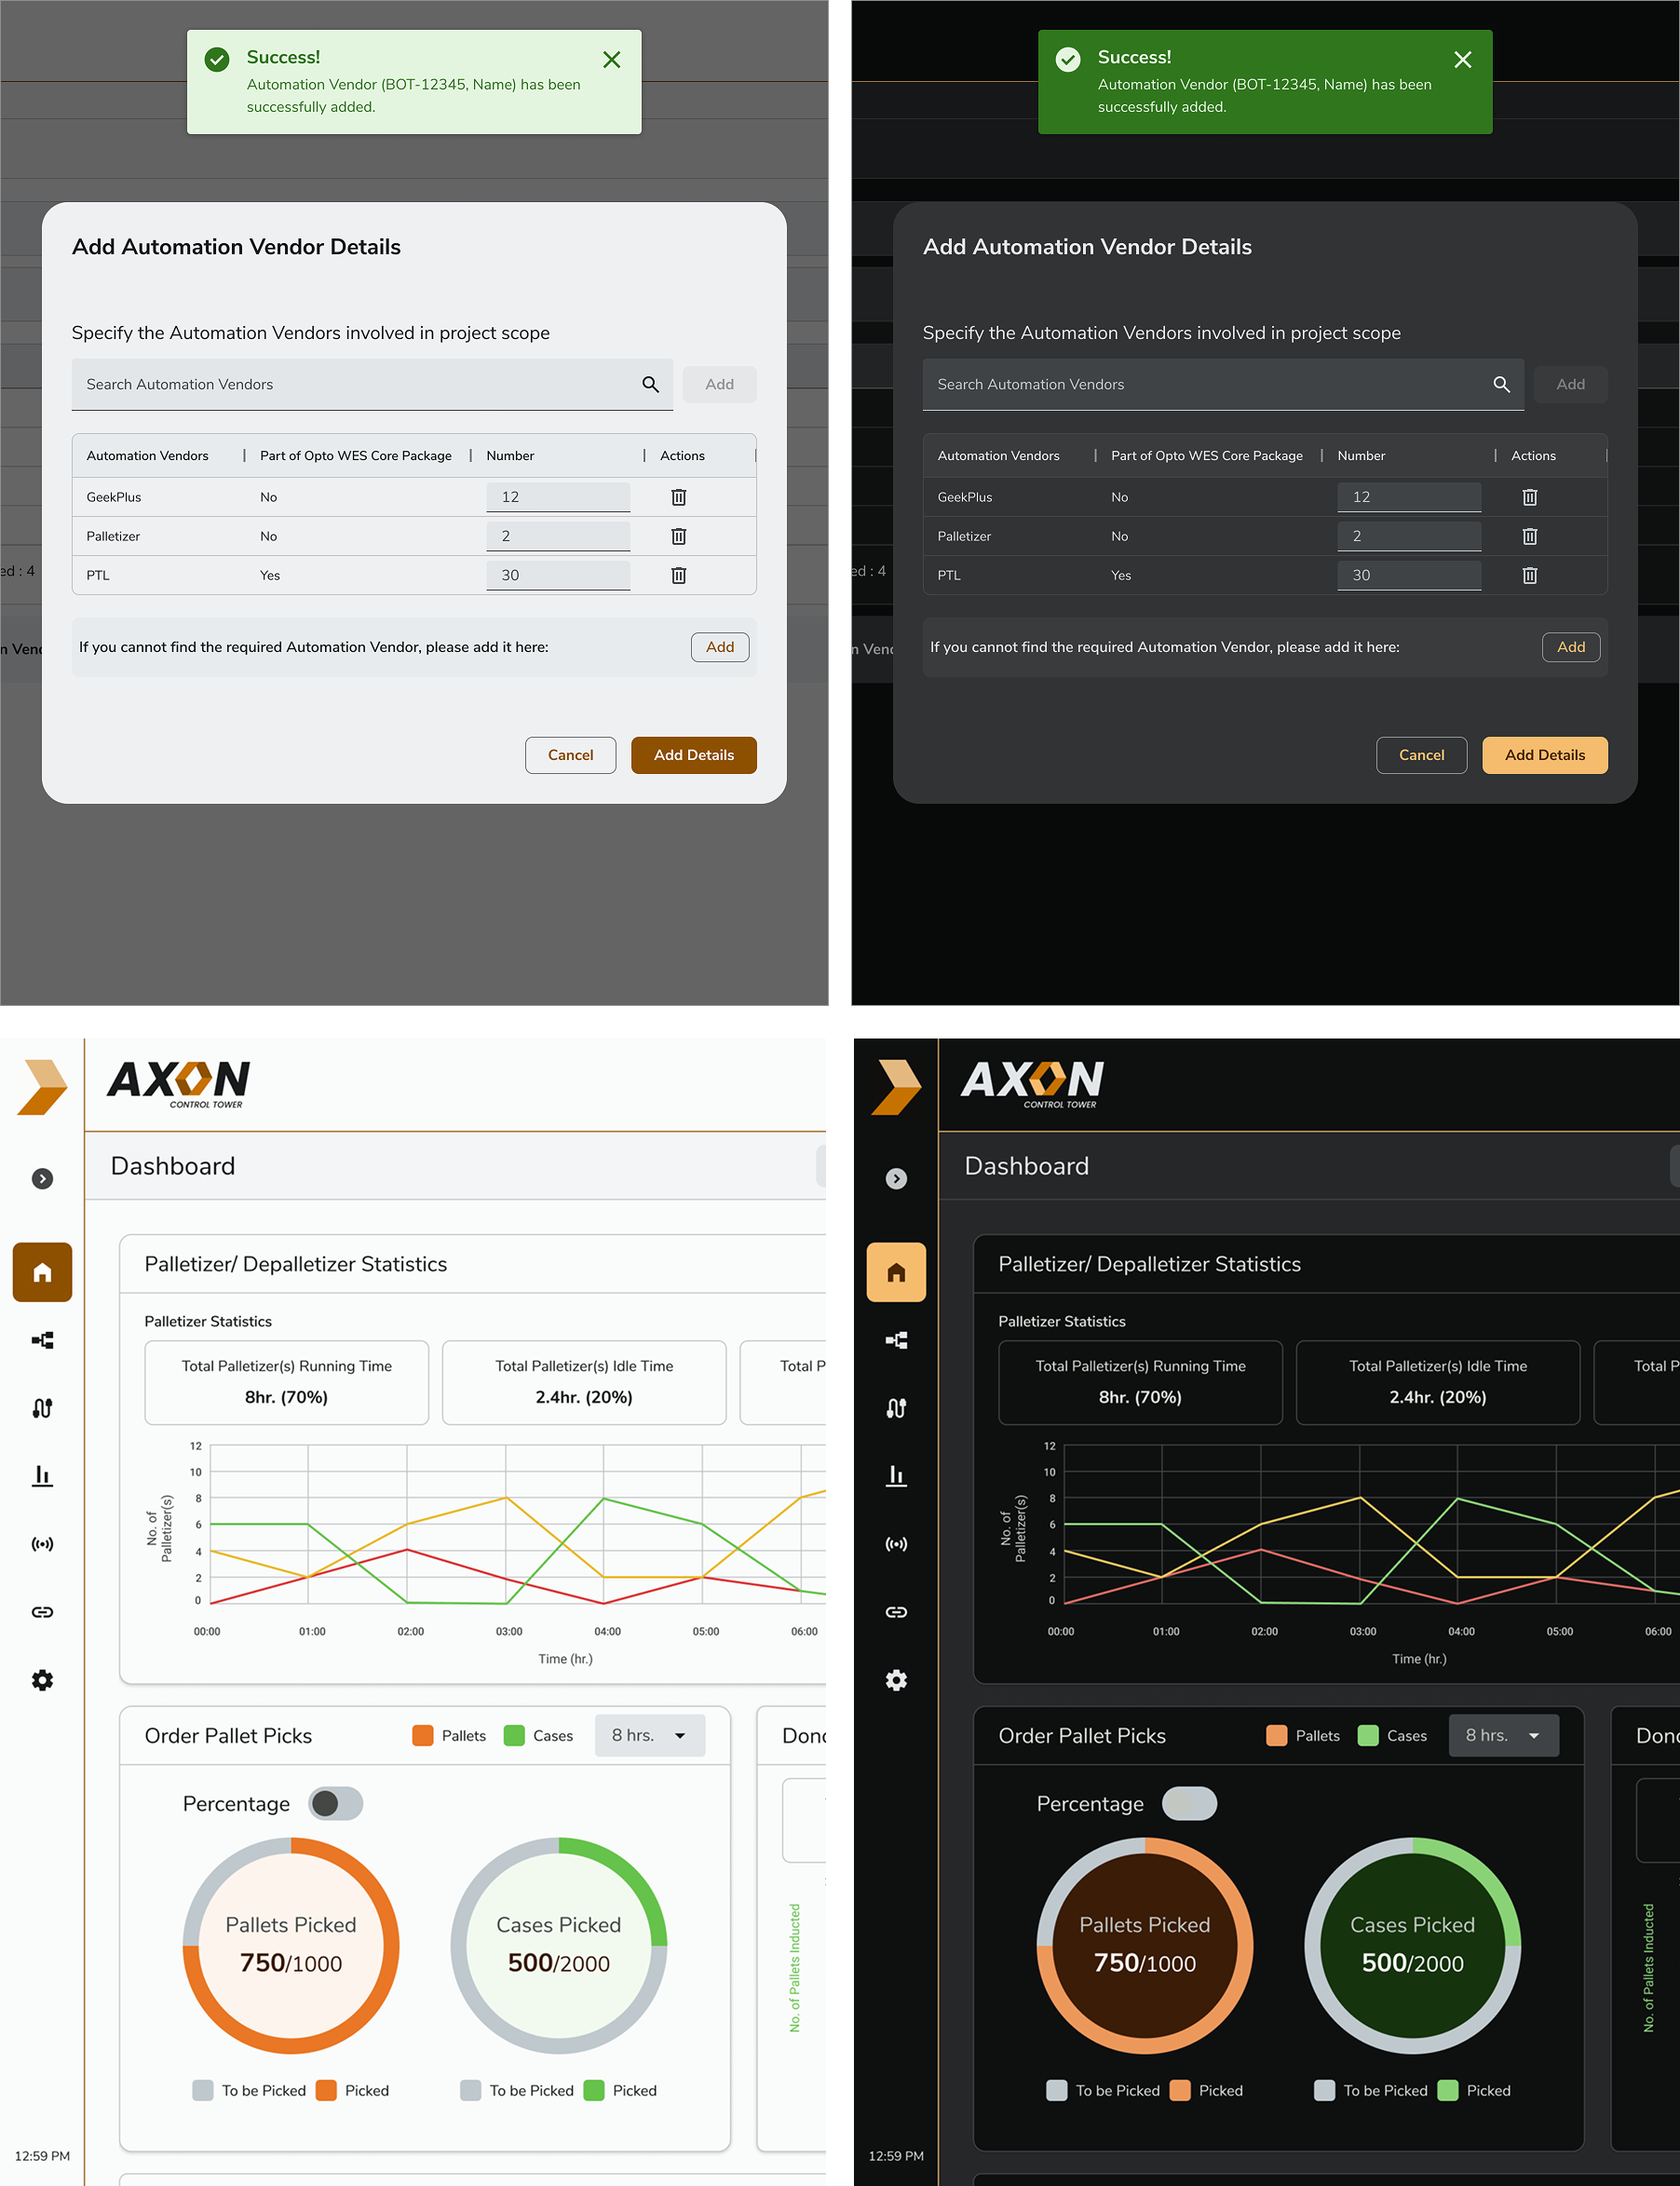 Success!
Automation Vendor (BOT-12345, Name) has been
successfully added.
Add Automation Vendor Details
Specify the Automation Vendors involved in project scope
Search Automation Vendors
Add
Automation Vendors | Part of Opto WES Core Package | Number | Actions |
GeekPlus No 12
Palletizer No 2
PTL Yes 30
ed : 4
n Venc
If you cannot find the required Automation Vendor, please add it here:
Add
Cancel
Add Details
Success!
Automation Vendor (BOT-12345, Name) has been
successfully added.
Add Automation Vendor Details
Specify the Automation Vendors involved in project scope
Search Automation Vendors
Add
Automation Vendors | Part of Opto WES Core Package | Number | Actions |
GeekPlus No 12
Palletizer No 2
PTL Yes 30
ed : 4
n Venc
If you cannot find the required Automation Vendor, please add it here:
Add
Cancel
Add Details
AXON
CONTROL TOWER
Dashboard
Palletizer/ Depalletizer Statistics
Palletizer Statistics
Total Palletizer(s) Running Time
8hr. (70%)
Total Palletizer(s) Idle Time
2.4hr. (20%)
Total P
No. of
Palletizer(s)
12
10
8
6
4
2
0
00:00 01:00 02:00 03:00 04:00 05:00 06:00
Time (hr.)
Order Pallet Picks
Pallets
Cases
8 hrs.
Percentage
Pallets Picked
750/1000
Cases Picked
500/2000
To be Picked
Picked
To be Picked
Picked
No. of Pallets Inducted
12:59 PM
AXON
CONTROL TOWER
Dashboard
Palletizer/ Depalletizer Statistics
Palletizer Statistics
Total Palletizer(s) Running Time
8hr. (70%)
Total Palletizer(s) Idle Time
2.4hr. (20%)
Total P
No. of
Palletizer(s)
12
10
8
6
4
2
0
00:00 01:00 02:00 03:00 04:00 05:00 06:00
Time (hr.)
Order Pallet Picks
Pallets
Cases
8 hrs.
Percentage
Pallets Picked
750/1000
Cases Picked
500/2000
To be Picked
Picked
To be Picked
Picked
No. of Pallets Inducted
12:59 PM